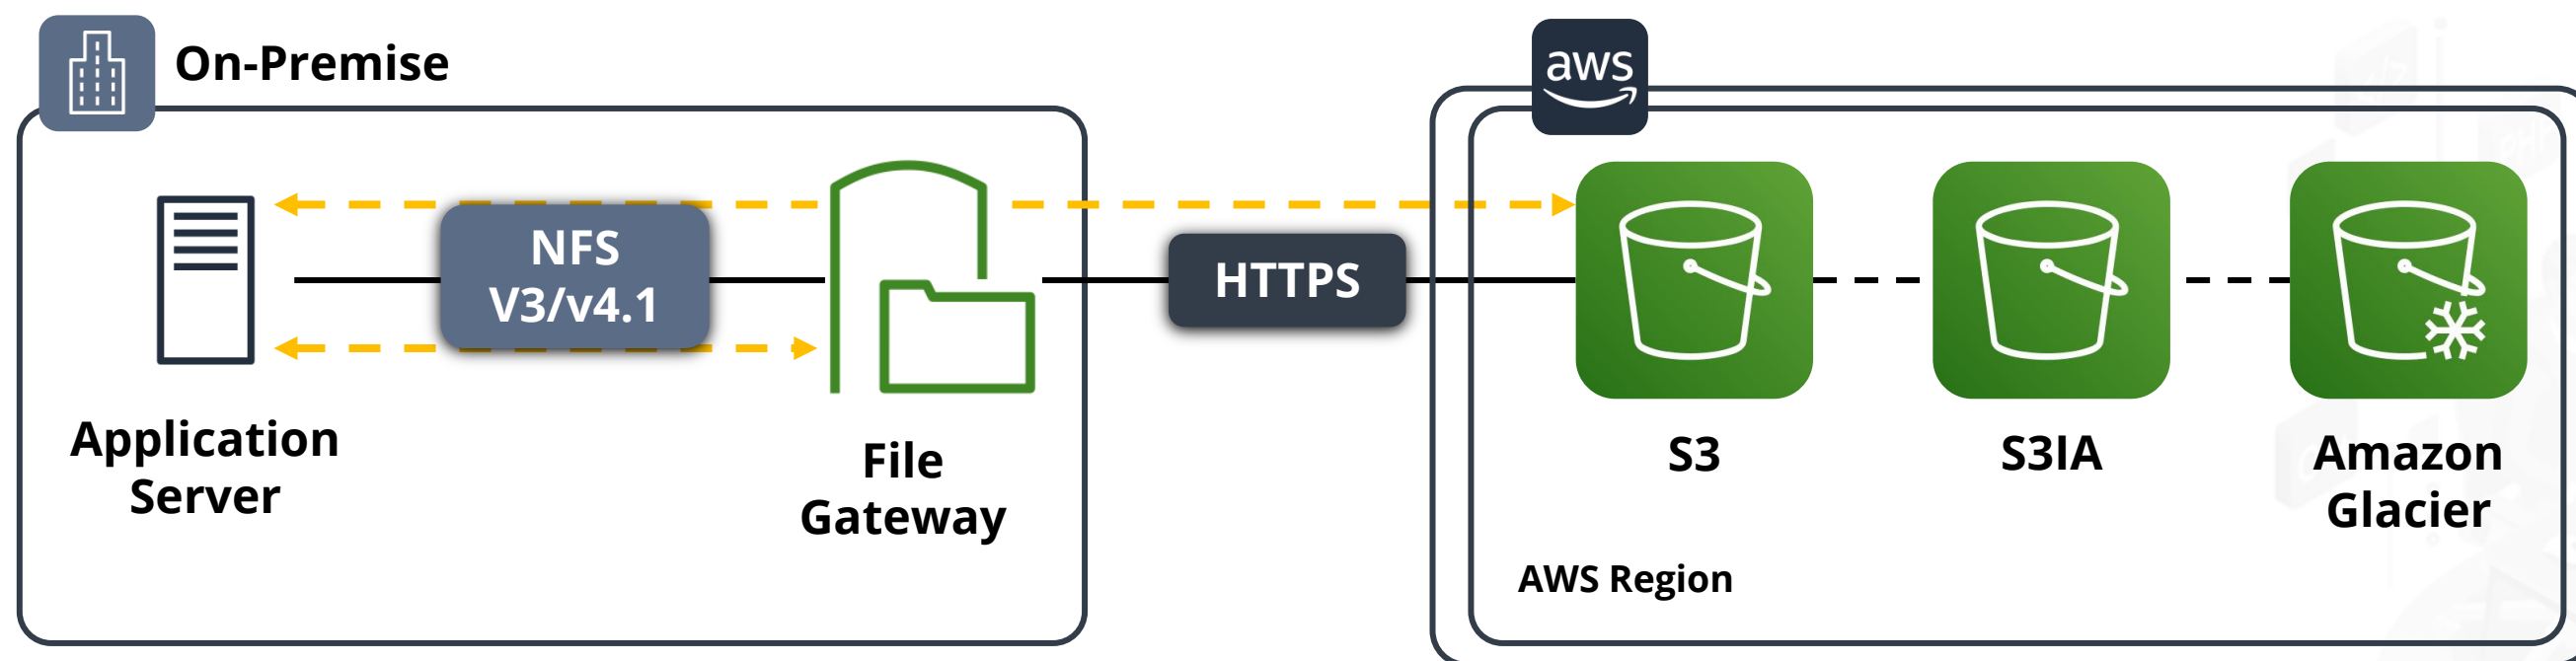 On-Premise
aws
NFS
V3/v4.1
HTTPS
Application
Server
File
Gateway
S3
S3IA
Amazon
Glacier
AWS Region